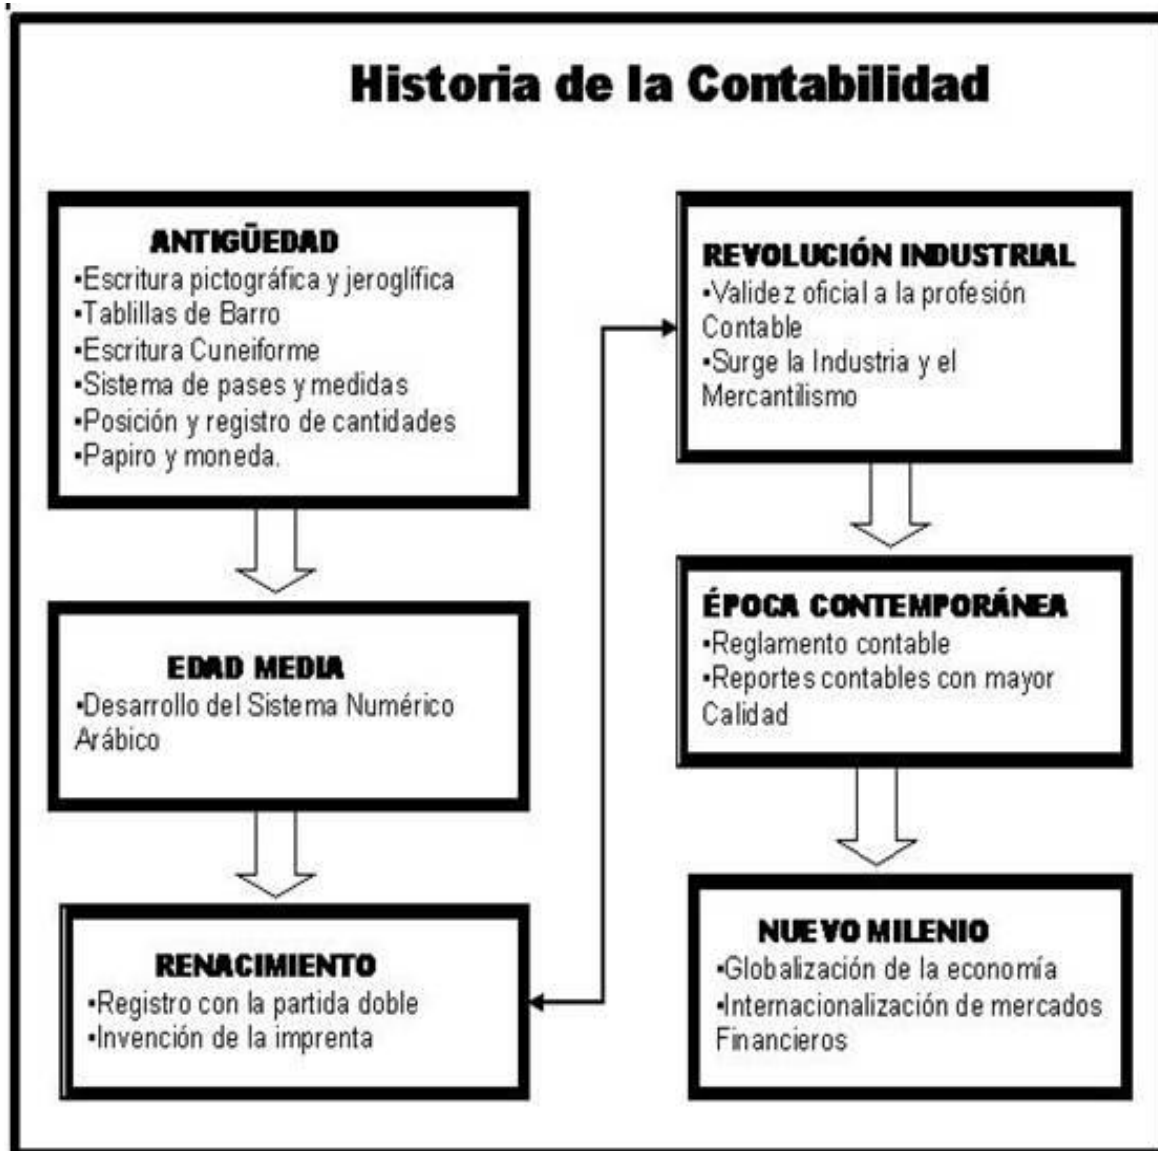 Historia de la Contabilidad
ANTIGÜEDAD
•Escritura pictográfica y jeroglífica
•Tablillas de Barro
•Escritura Cuneiforme
•Sistema de pases y medidas
•Posición y registro de cantidades
•Papiro y moneda.
EDAD MEDIA
•Desarrollo del Sistema Numérico
Arábico
RENACIMIENTO
•Registro con la partida doble
•Invención de la imprenta
REVOLUCIÓN INDUSTRIAL
•Validez oficial a la profesión
Contable
•Surge la Industria y el
Mercantilismo
ÉPOCA CONTEMPORÁNEA
•Reglamento contable
•Reportes contables con mayor
Calidad
NUEVO MILENIO
•Globalización de la economía
•Internacionalización de mercados
Financieros